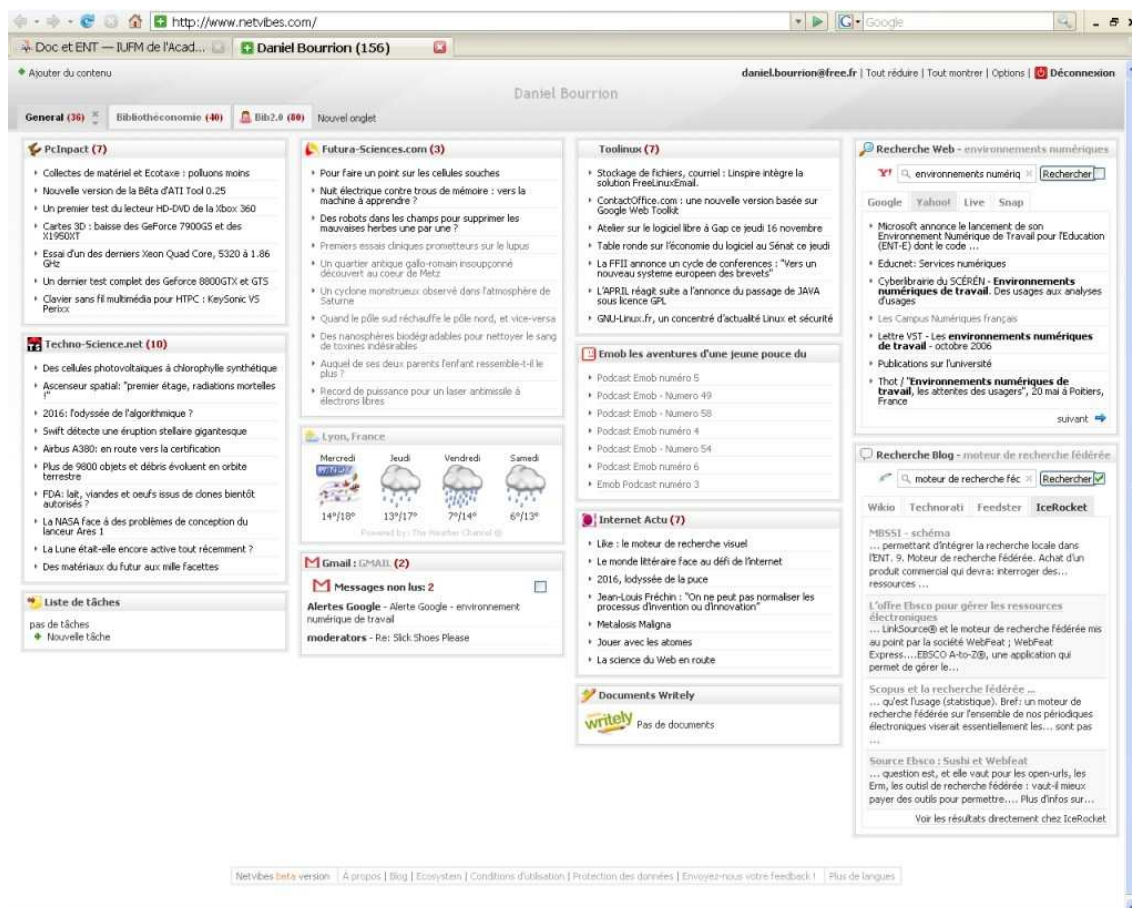 http://www.netvibes.com/
Google
Doc et ENT — IUFM de l'Acad...
Daniel Bourrion (156)
Ajouter du contenu
daniel.bourrion@free.fr | Tout réduire | Tout montrer | Options | Déconnexion
Daniel Bourrion
General (36)
Bibliothéconomie (40)
Bib2.0 (80)
Nouvel onglet
PcInpact (7)
Collectes de matériel et Ecotaxe : polluons moins
Nouvelle version de la Bêta d'ATI Tool 0.25
Un premier test du lecteur HD-DVD de la Xbox 360
Cartes 3D : baisse des GeForce 7900GS et des
X1950XT
Essai d'un des derniers Xeon Quad Core, 5320 à 1.86
GHz
Un dernier test complet des Geforce 8800GTX et GTS
Clavier sans fil multimédia pour HTPC : KeySonic VS
Perixx
Techno-Science.net (10)
Des cellules photovoltaïques à chlorophylle synthétique
Ascenseur spatial: "premier étage, radiations mortelles
!"
2016: l'odyssée de l'algorithmique ?
Swift détecte une éruption stellaire gigantesque
Airbus A380: en route vers la certification
Plus de 9800 objets et débris évoluent en orbite
terrestre
FDA: lait, viandes et oeufs issus de clones bientôt
autorisés ?
La NASA face à des problèmes de conception du
lanceur Ares 1
La Lune était-elle encore active tout récemment ?
Des matériaux du futur aux mille facettes
Liste de tâches
pas de tâches
Nouvelle tâche
Futura-Sciences.com (3)
Pour faire un point sur les cellules souches
Nuit électrique contre trous de mémoire : vers la
machine à apprendre ?
Des robots dans les champs pour supprimer les
mauvaises herbes une par une ?
Premiers essais cliniques prometteurs sur le lupus
Un quartier antique gallo-romain insoupçonné
découvert au coeur de Metz
Un cyclone monstrueux observé dans l'atmosphère de
Saturne
Quand le pôle sud réchauffe le pôle nord, et vice-versa
Des nanosphères biodégradables pour nettoyer le sang
de toxines indésirables
Auquel de ses deux parents l'enfant ressemble-t-il le
plus ?
Record de puissance pour un laser antimissile à
électrons libres
Lyon, France
Mercredi Jeudi Vendredi Samedi
WINDY
14°/18° 13°/17° 7°/14° 6°/13°
Powered by : The Weather Channel ®
Gmail : GMAIL (2)
Messages non lus: 2
Alertes Google - Alerte Google - environnement
numérique de travail
moderators - Re: Slick Shoes Please
Toolinux (7)
Stockage de fichiers, courriel : Linspire intègre la
solution FreeLinuxEmail.
ContactOffice.com : une nouvelle version basée sur
Google Web Toolkit
Atelier sur le logiciel libre à Gap ce jeudi 16 novembre
Table ronde sur l'économie du logiciel au Sénat ce jeudi
La FFII annonce un cycle de conferences : "Vers un
nouveau systeme europeen des brevets"
L'APRIL réagit suite a l'annonce du passage de JAVA
sous licence GPL
GNU-Linux.fr, un concentré d'actualité Linux et sécurité
Emob les aventures d'une jeune pouce du
Podcast Emob numéro 5
Podcast Emob - Numero 49
Podcast Emob - Numero 58
Podcast Emob numéro 4
Podcast Emob - Numero 54
Podcast Emob numéro 6
Emob Podcast numéro 3
Internet Actu (7)
Like : le moteur de recherche visuel
Le monde littéraire face au défi de l'internet
2016, lodyssée de la puce
Jean-Louis Fréchin : "On ne peut pas normaliser les
processus d'invention ou d'innovation"
Metalosis Maligna
Jouer avec les atomes
La science du Web en route
Documents Writely
writely Pas de documents
Recherche Web - environnements numériques
Y! environnements numériq Rechercher
Google Yahoo! Live Snap
Microsoft annonce le lancement de son
Environnement Numérique de Travail pour l'Education
(ENT-E) dont le code ...
Educnet: Services numériques
Cyberlibrairie du SCÉRÉN - Environnements
numériques de travail. Des usages aux analyses
d'usages
Les Campus Numériques français
Lettre VST - Les environnements numériques
de travail - octobre 2006
Publications sur l'université
Thot / "Environnements numériques de
travail, les attentes des usagers", 20 mai à Poitiers,
France
suivant
Recherche Blog - moteur de recherche fédérée
moteur de recherche féc Rechercher
Wikio Technorati Feedster IceRocket
MBSSI - schéma
... permettant d'intégrer la recherche locale dans
l'ENT. 9. Moteur de recherche fédérée. Achat d'un
produit commercial qui devra: interroger des...
ressources ...
L'offre Ebsco pour gérer les ressources
électroniques
... LinkSource® et le moteur de recherche fédérée mis
au point par la société WebFeat ; WebFeat
Express....EBSCO A-to-Z®, une application qui
permet de gérer le...
Scopus et la recherche fédérée ...
... qu'est l'usage (statistique). Bref: un moteur de
recherche fédérée sur l'ensemble de nos périodiques
électroniques viserait essentiellement les... sont pas
...
Source Ebsco : Sushi et Webfeat
... question est, et elle vaut pour les open-urls, les
Erm, les outisl de recherche fédérée : vaut-il mieux
payer des outils pour permettre.... Plus d'infos sur...
Voir les résultats directement chez IceRocket
Netvibes beta version | À propos | Blog | Ecosystem | Conditions d'utilisation | Protection des données | Envoyez-nous votre feedback ! | Plus de langues